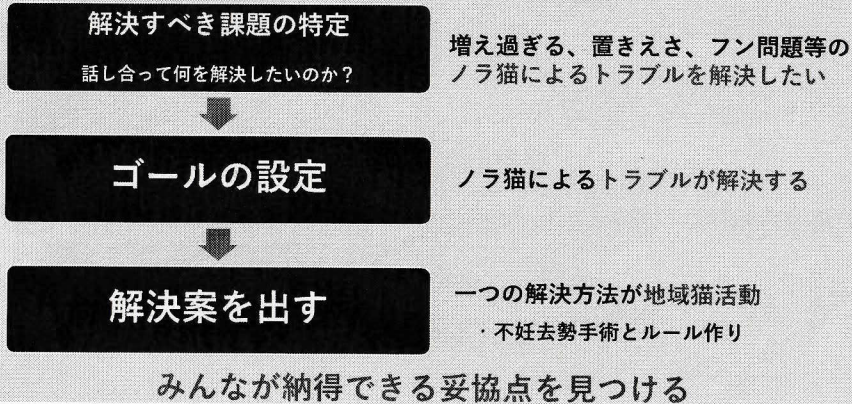 解決すべき課題の特定
話し合って何を解決したいのか？
増え過ぎる、置きえさ、フン問題等の
ノラ猫によるトラブルを解決したい
ゴールの設定
ノラ猫によるトラブルが解決する
解決案を出す
一つの解決方法が地域猫活動
・不妊去勢手術とルール作り
みんなが納得できる妥協点を見つける